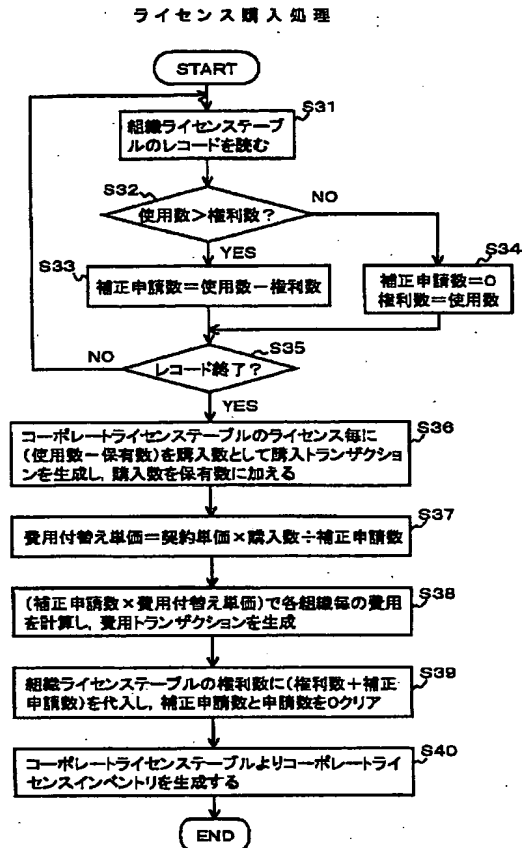 ライセンス購入処理
START
S31
組織ライセンステーブ
ルのレコードを読む
S32
使用数>権利数?
NO
YES
S33
補正申請数=使用数-権利数
S34
補正申請数=0
権利数=使用数
S35
レコード終了?
NO
YES
S36
コーポレートライセンステーブルのライセンス毎に
(使用数-保有数)を購入数として購入トランザクショ
ンを生成し,購入数を保有数に加える
S37
費用付替え単価=契約単価×購入数÷補正申請数
S38
(補正申請数×費用付替え単価)で各組織毎の費用
を計算し,費用トランザクションを生成
S39
組織ライセンステーブルの権利数に(権利数+補正
申請数)を代入し,補正申請数と申請数を0クリア
S40
コーポレートライセンステーブルよりコーポレートライ
センスインベントリを生成する
END